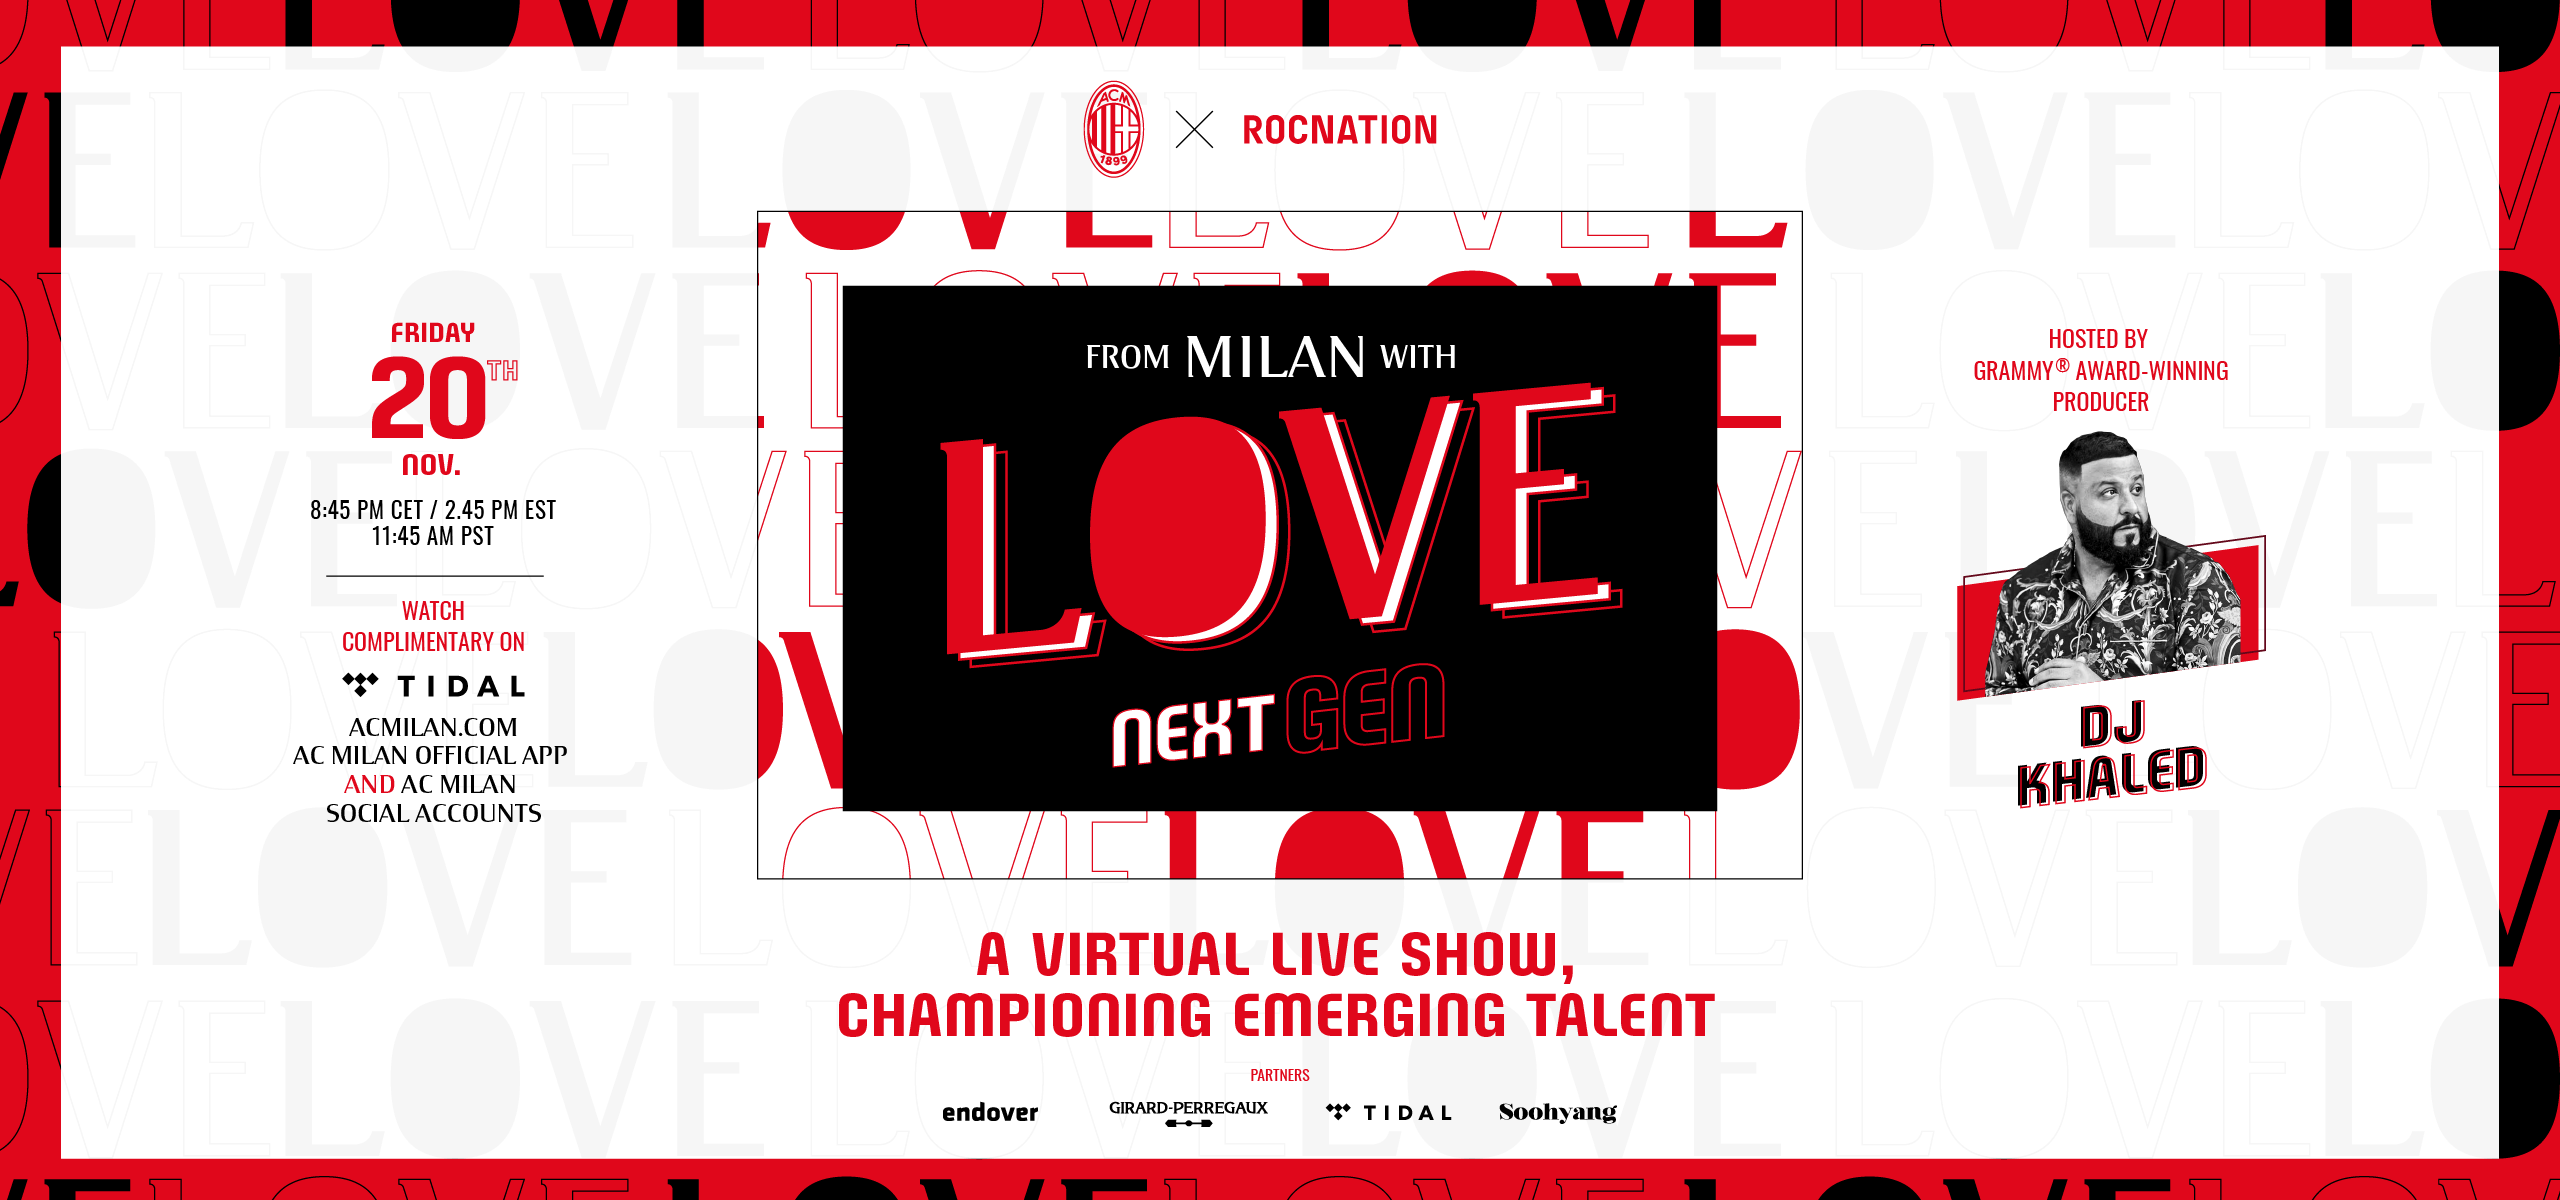 ACM
1899
ROCNATION
FRIDAY
20TH
NOV.
8:45 PM CET / 2.45 PM EST
11:45 AM PST
WATCH
COMPLIMENTARY ON
TIDAL
ACMILAN.COM
AC MILAN OFFICIAL APP
AND AC MILAN
SOCIAL ACCOUNTS
FROM MILAN WITH
LOVE
NEXT GEN
HOSTED BY
GRAMMY® AWARD-WINNING
PRODUCER
DJ
KHALED
A VIRTUAL LIVE SHOW,
CHAMPIONING EMERGING TALENT
PARTNERS
endover
GIRARD-PERREGAUX
TIDAL
Soohyang